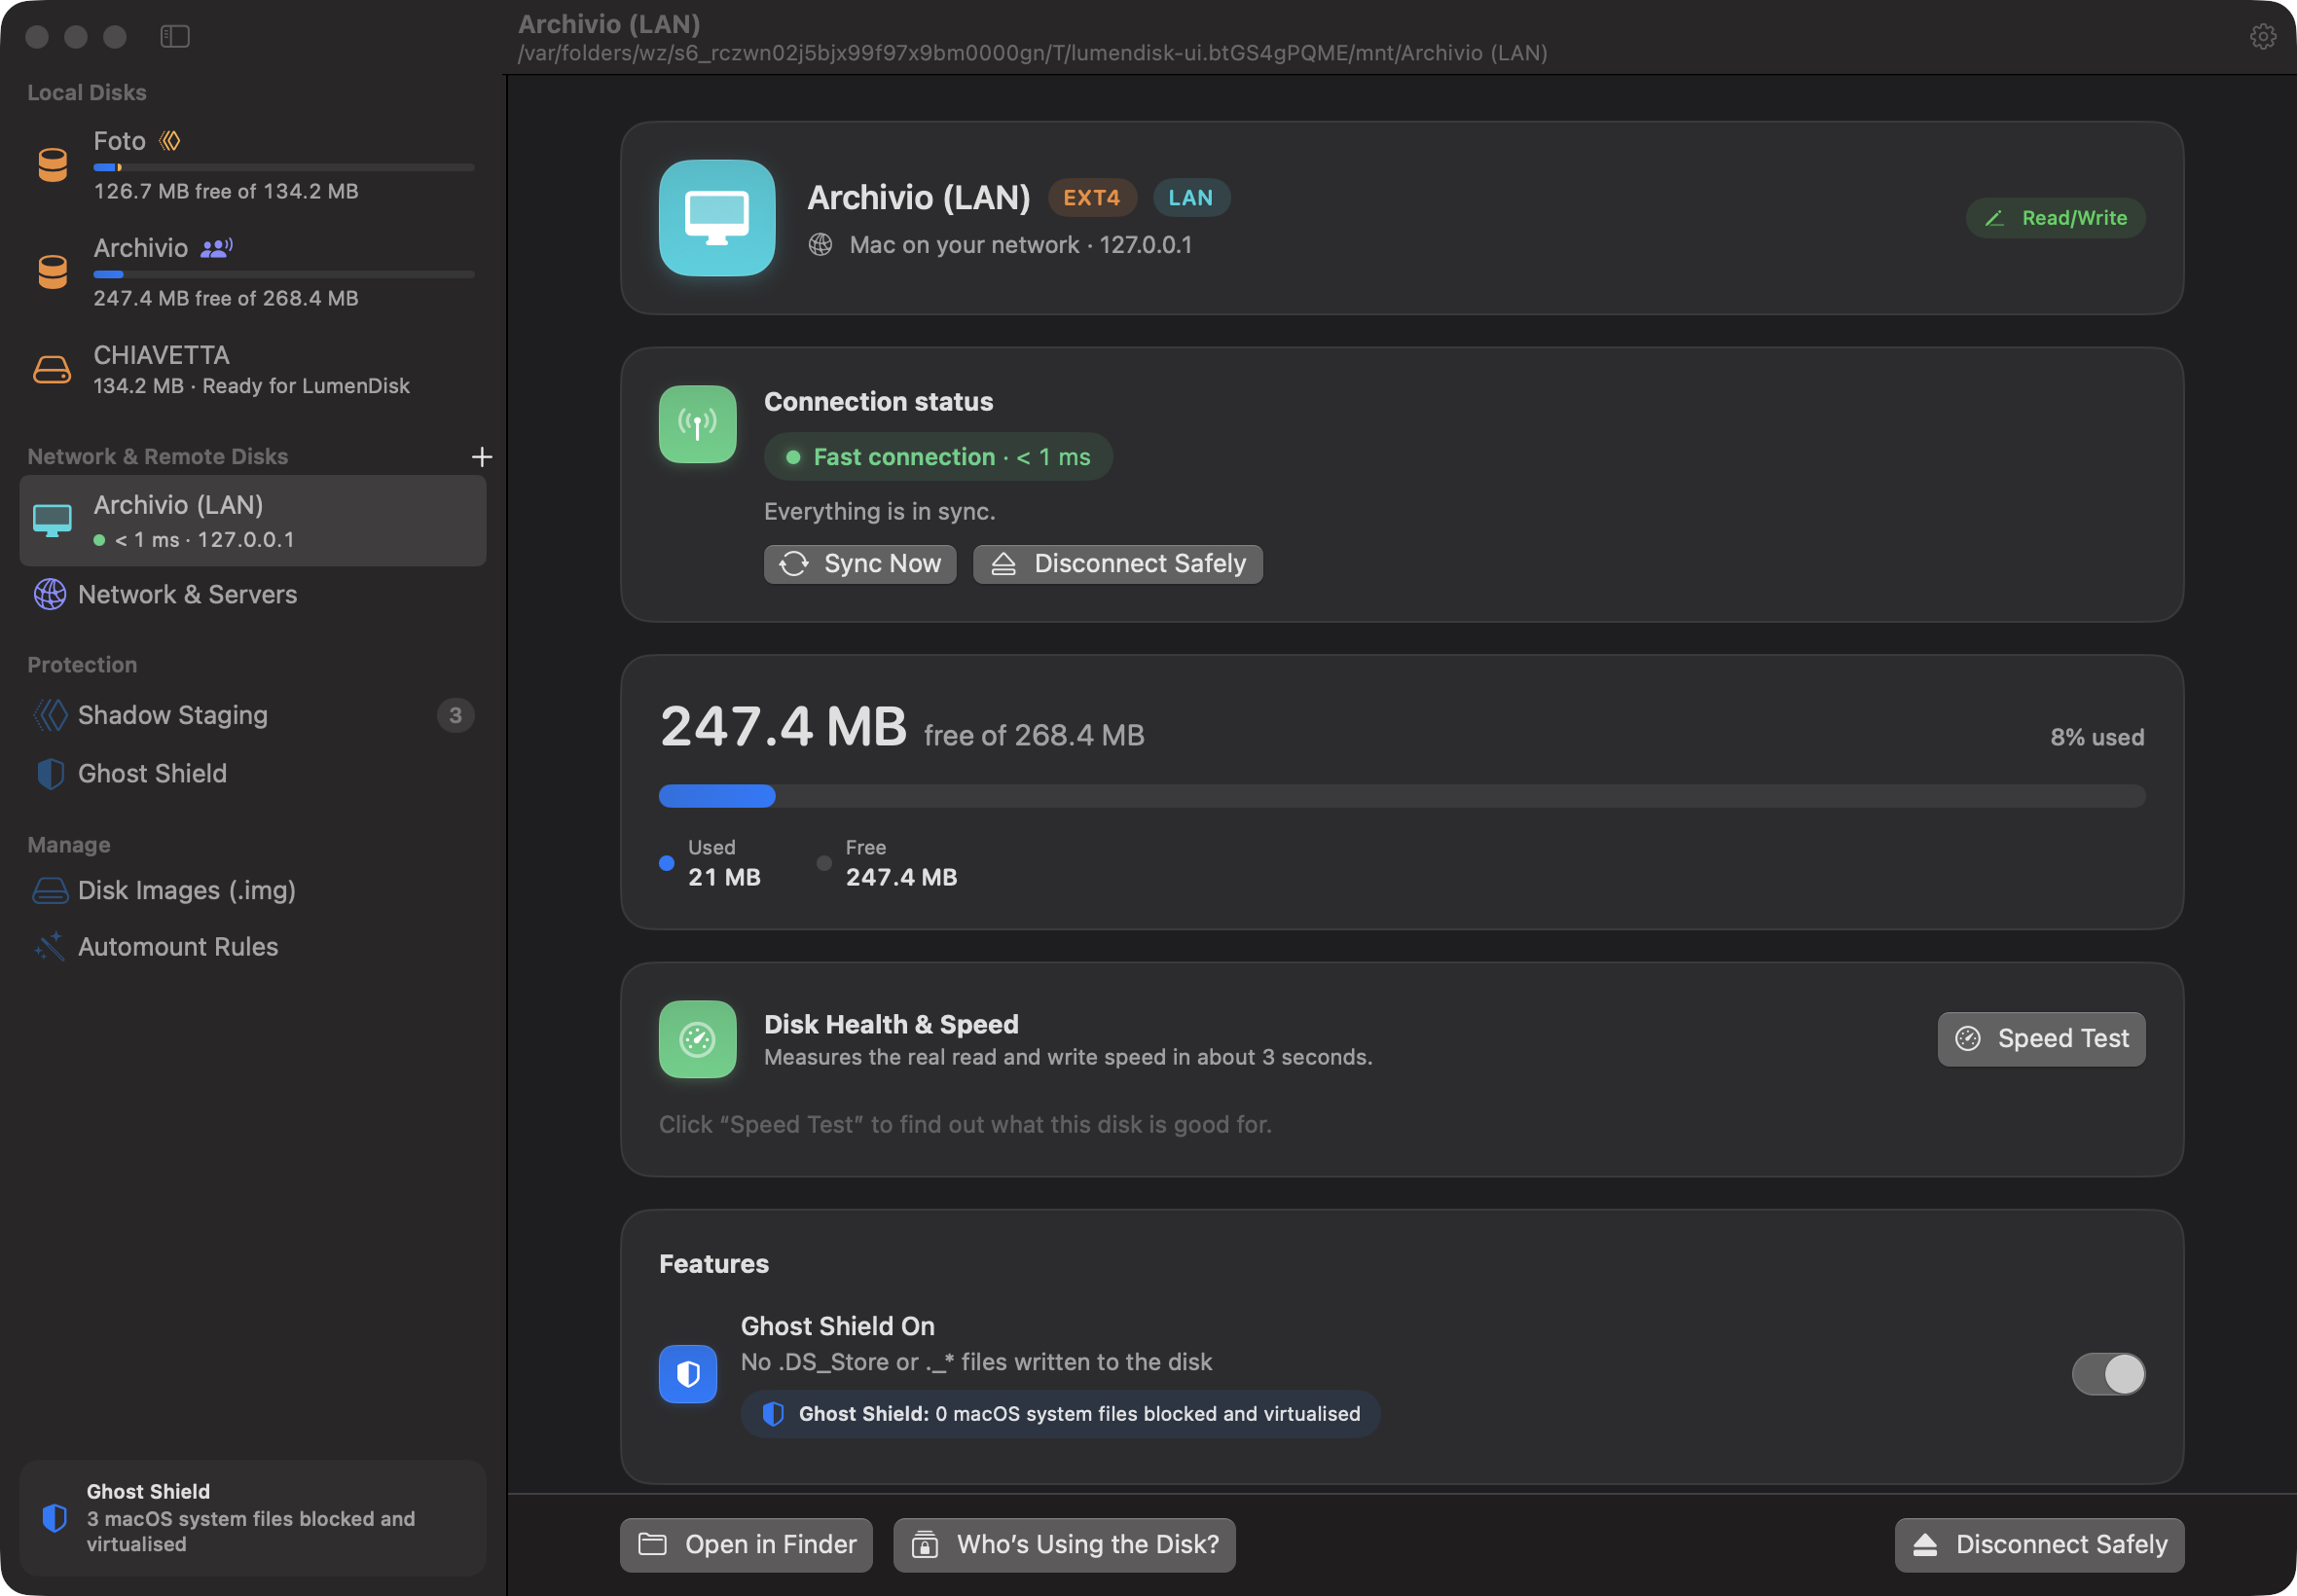 Archivio (LAN)
/var/folders/wz/s6_rczwn02j5bjx99f97x9bm0000gn/T/lumendisk-ui.btGS4gPQME/mnt/Archivio (LAN)
Local Disks
Foto
126.7 MB free of 134.2 MB
Archivio
247.4 MB free of 268.4 MB
CHIAVETTA
134.2 MB · Ready for LumenDisk
Network & Remote Disks
Archivio (LAN)
< 1 ms · 127.0.0.1
Network & Servers
Protection
Shadow Staging 3
Ghost Shield
Manage
Disk Images (.img)
Automount Rules
Ghost Shield
3 macOS system files blocked and
virtualised
Archivio (LAN) EXT4 LAN
Mac on your network · 127.0.0.1
Read/Write
Connection status
Fast connection · < 1 ms
Everything is in sync.
Sync Now Disconnect Safely
247.4 MB free of 268.4 MB 8% used
Used Free
21 MB 247.4 MB
Disk Health & Speed
Measures the real read and write speed in about 3 seconds.
Speed Test
Click “Speed Test” to find out what this disk is good for.
Features
Ghost Shield On
No .DS_Store or ._* files written to the disk
Ghost Shield: 0 macOS system files blocked and virtualised
Open in Finder Who’s Using the Disk? Disconnect Safely